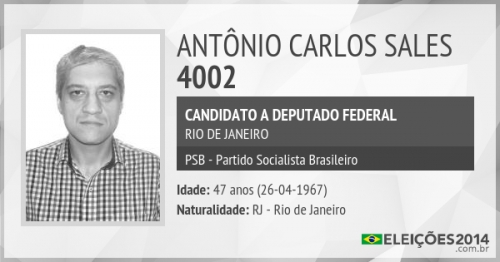 ANTÔNIO CARLOS SALES
4002
CANDIDATO A DEPUTADO FEDERAL
RIO DE JANEIRO
PSB - Partido Socialista Brasileiro
Idade: 47 anos (26-04-1967)
Naturalidade: RJ - Rio de Janeiro
ELEIÇÕES2014
.com.br